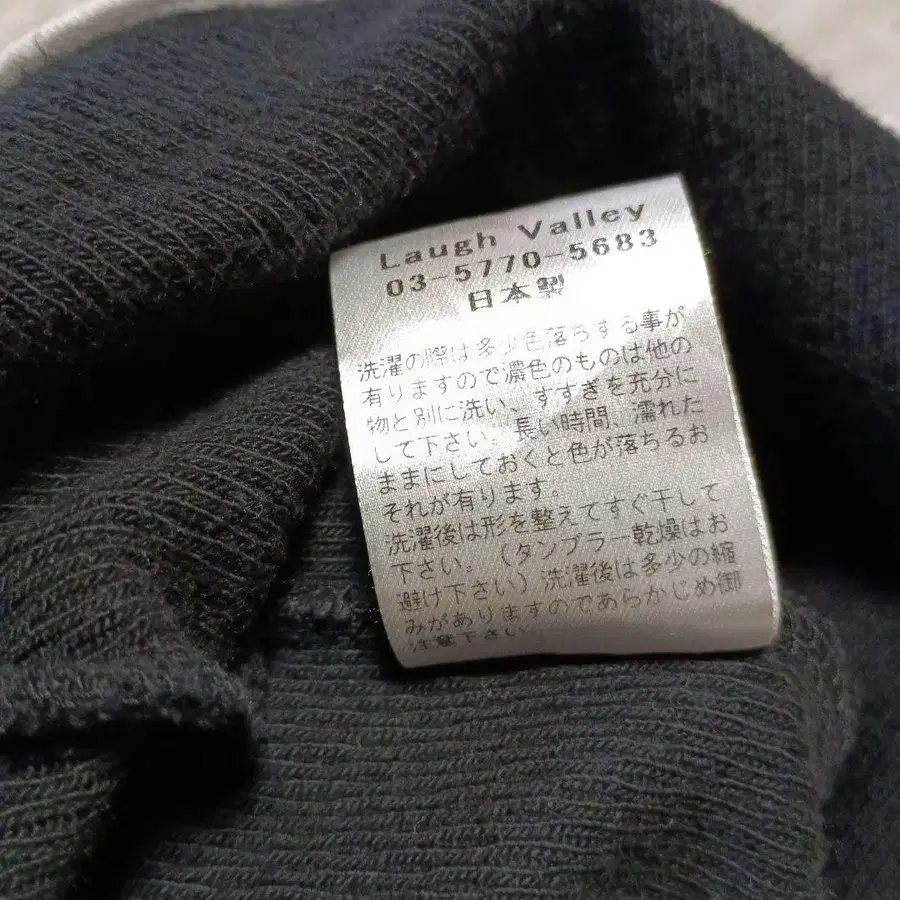 Laugh Valley
03-5770-5683
日本製
洗濯の際は多少色落ちする事が
有りますので濃色のものは他の
物と別に洗い、すすぎを充分に
して下さい。長い時間、濡れた
ままにしておくと色が落ちるお
それが有ります。
洗濯後は形を整えてすぐ干して
下さい。（タンブラー乾燥はお
避け下さい）洗濯後は多少の縮
みがありますのであらかじめ御
注意下さい。